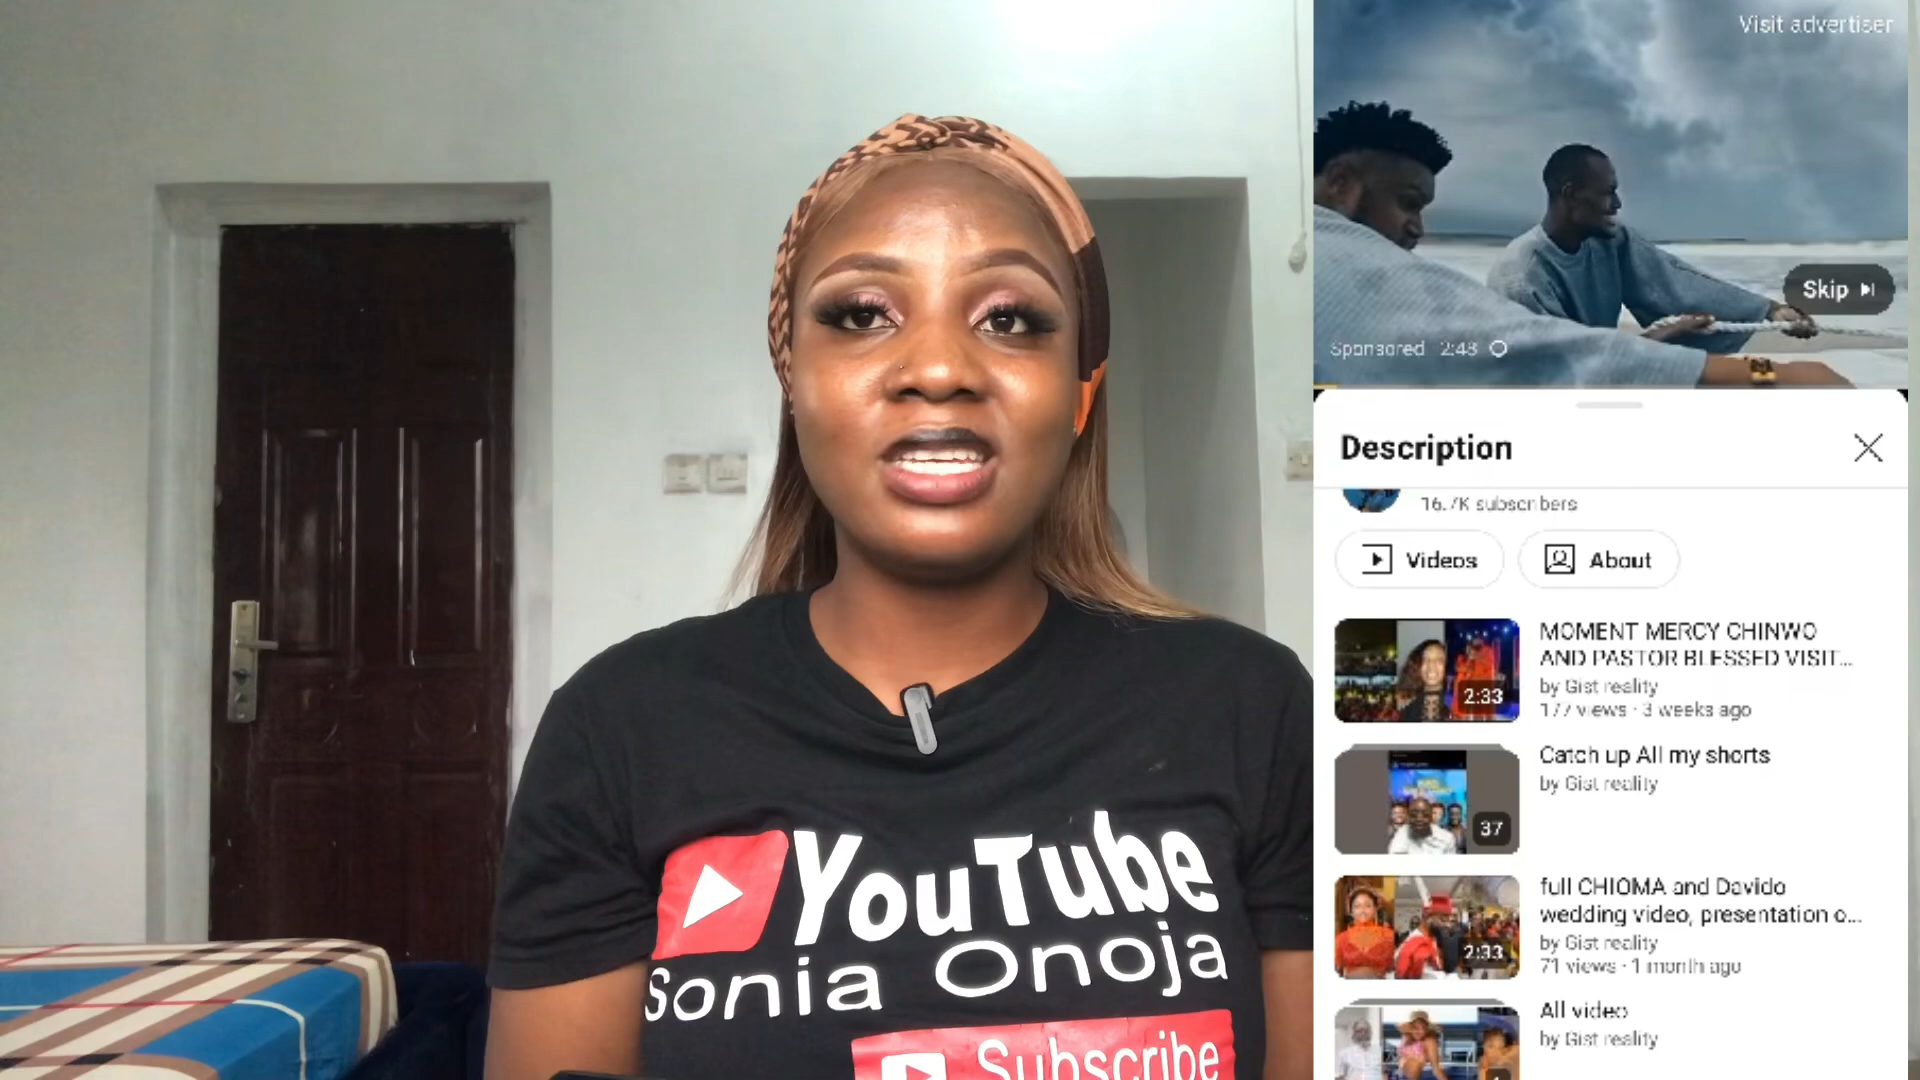 YouTube
Sonia Onoja
Subscribe
Visit advertiser
Skip
Sponsored 2:48
Description
16.7K subscribers
Videos
About
MOMENT MERCY CHINWO
AND PASTOR BLESSED VISIT...
by Gist reality
177 views · 3 weeks ago
2:33
Catch up All my shorts
by Gist reality
37
full CHIOMA and Davido
wedding video, presentation o...
by Gist reality
71 views · 1 month ago
2:33
All video
by Gist reality